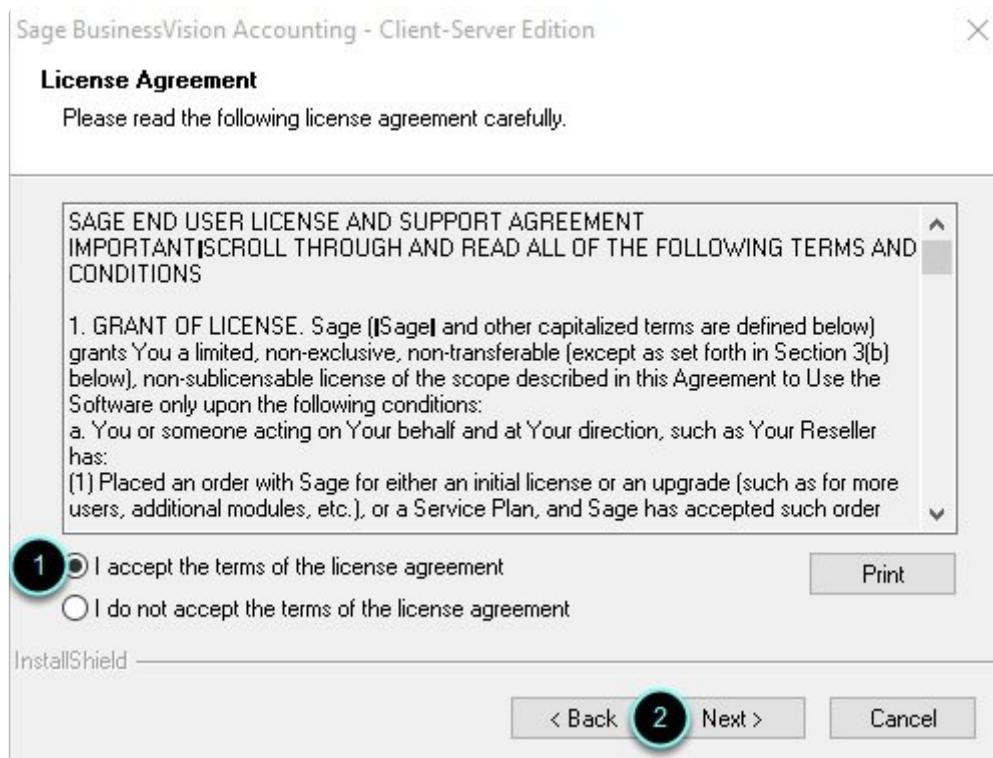 Sage BusinessVision Accounting - Client-Server Edition
License Agreement
Please read the following license agreement carefully.
SAGE END USER LICENSE AND SUPPORT AGREEMENT
IMPORTANT|SCROLL THROUGH AND READ ALL OF THE FOLLOWING TERMS AND
CONDITIONS
1. GRANT OF LICENSE. Sage (|Sage| and other capitalized terms are defined below)
grants You a limited, non-exclusive, non-transferable (except as set forth in Section 3(b)
below), non-sublicensable license of the scope described in this Agreement to Use the
Software only upon the following conditions:
a. You or someone acting on Your behalf and at Your direction, such as Your Reseller
has:
(1) Placed an order with Sage for either an initial license or an upgrade (such as for more
users, additional modules, etc.), or a Service Plan, and Sage has accepted such order
1 I accept the terms of the license agreement
Print
I do not accept the terms of the license agreement
InstallShield
< Back 2 Next > Cancel